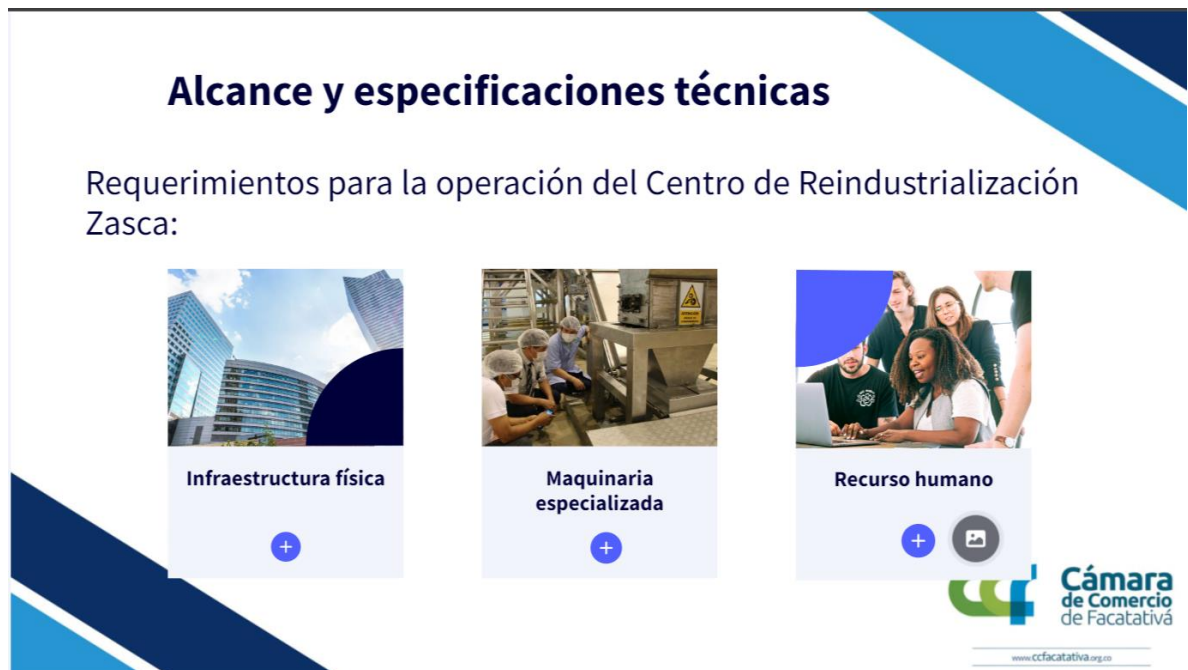 Alcance y especificaciones técnicas
Requerimientos para la operación del Centro de Reindustrialización
Zasca:
Infraestructura física
Maquinaria
especializada
Recurso humano
Cámara
de Comercio
de Facatativá
www.ccfacatativa.org.co